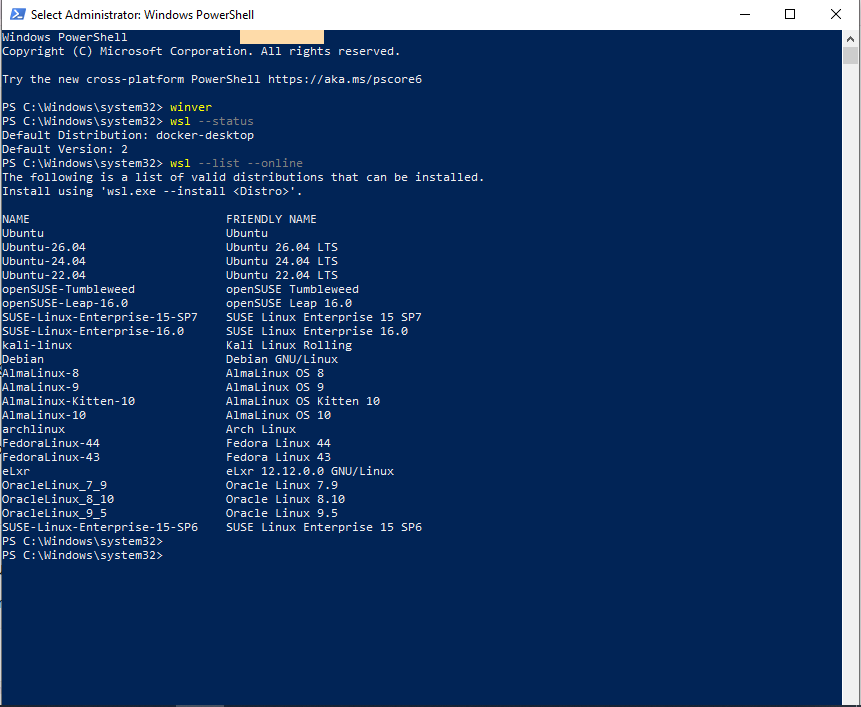 Select Administrator: Windows PowerShell
Windows PowerShell
Copyright (C) Microsoft Corporation. All rights reserved.
Try the new cross-platform PowerShell https://aka.ms/pscore6
PS C:\Windows\system32> winver
PS C:\Windows\system32> wsl --status
Default Distribution: docker-desktop
Default Version: 2
PS C:\Windows\system32> wsl --list --online
The following is a list of valid distributions that can be installed.
Install using 'wsl.exe --install <Distro>'.
NAME FRIENDLY NAME
Ubuntu Ubuntu
Ubuntu-26.04 Ubuntu 26.04 LTS
Ubuntu-24.04 Ubuntu 24.04 LTS
Ubuntu-22.04 Ubuntu 22.04 LTS
openSUSE-Tumbleweed openSUSE Tumbleweed
openSUSE-Leap-16.0 openSUSE Leap 16.0
SUSE-Linux-Enterprise-15-SP7 SUSE Linux Enterprise 15 SP7
SUSE-Linux-Enterprise-16.0 SUSE Linux Enterprise 16.0
kali-linux Kali Linux Rolling
Debian Debian GNU/Linux
AlmaLinux-8 AlmaLinux OS 8
AlmaLinux-9 AlmaLinux OS 9
AlmaLinux-Kitten-10 AlmaLinux OS Kitten 10
AlmaLinux-10 AlmaLinux OS 10
archlinux Arch Linux
FedoraLinux-44 Fedora Linux 44
FedoraLinux-43 Fedora Linux 43
eLxr eLxr 12.12.0.0 GNU/Linux
OracleLinux_7_9 Oracle Linux 7.9
OracleLinux_8_10 Oracle Linux 8.10
OracleLinux_9_5 Oracle Linux 9.5
SUSE-Linux-Enterprise-15-SP6 SUSE Linux Enterprise 15 SP6
PS C:\Windows\system32>
PS C:\Windows\system32>